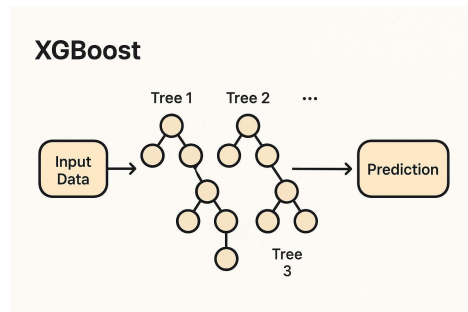 XGBoost
Tree 1
Tree 2
...
Input
Data
Prediction
Tree
3